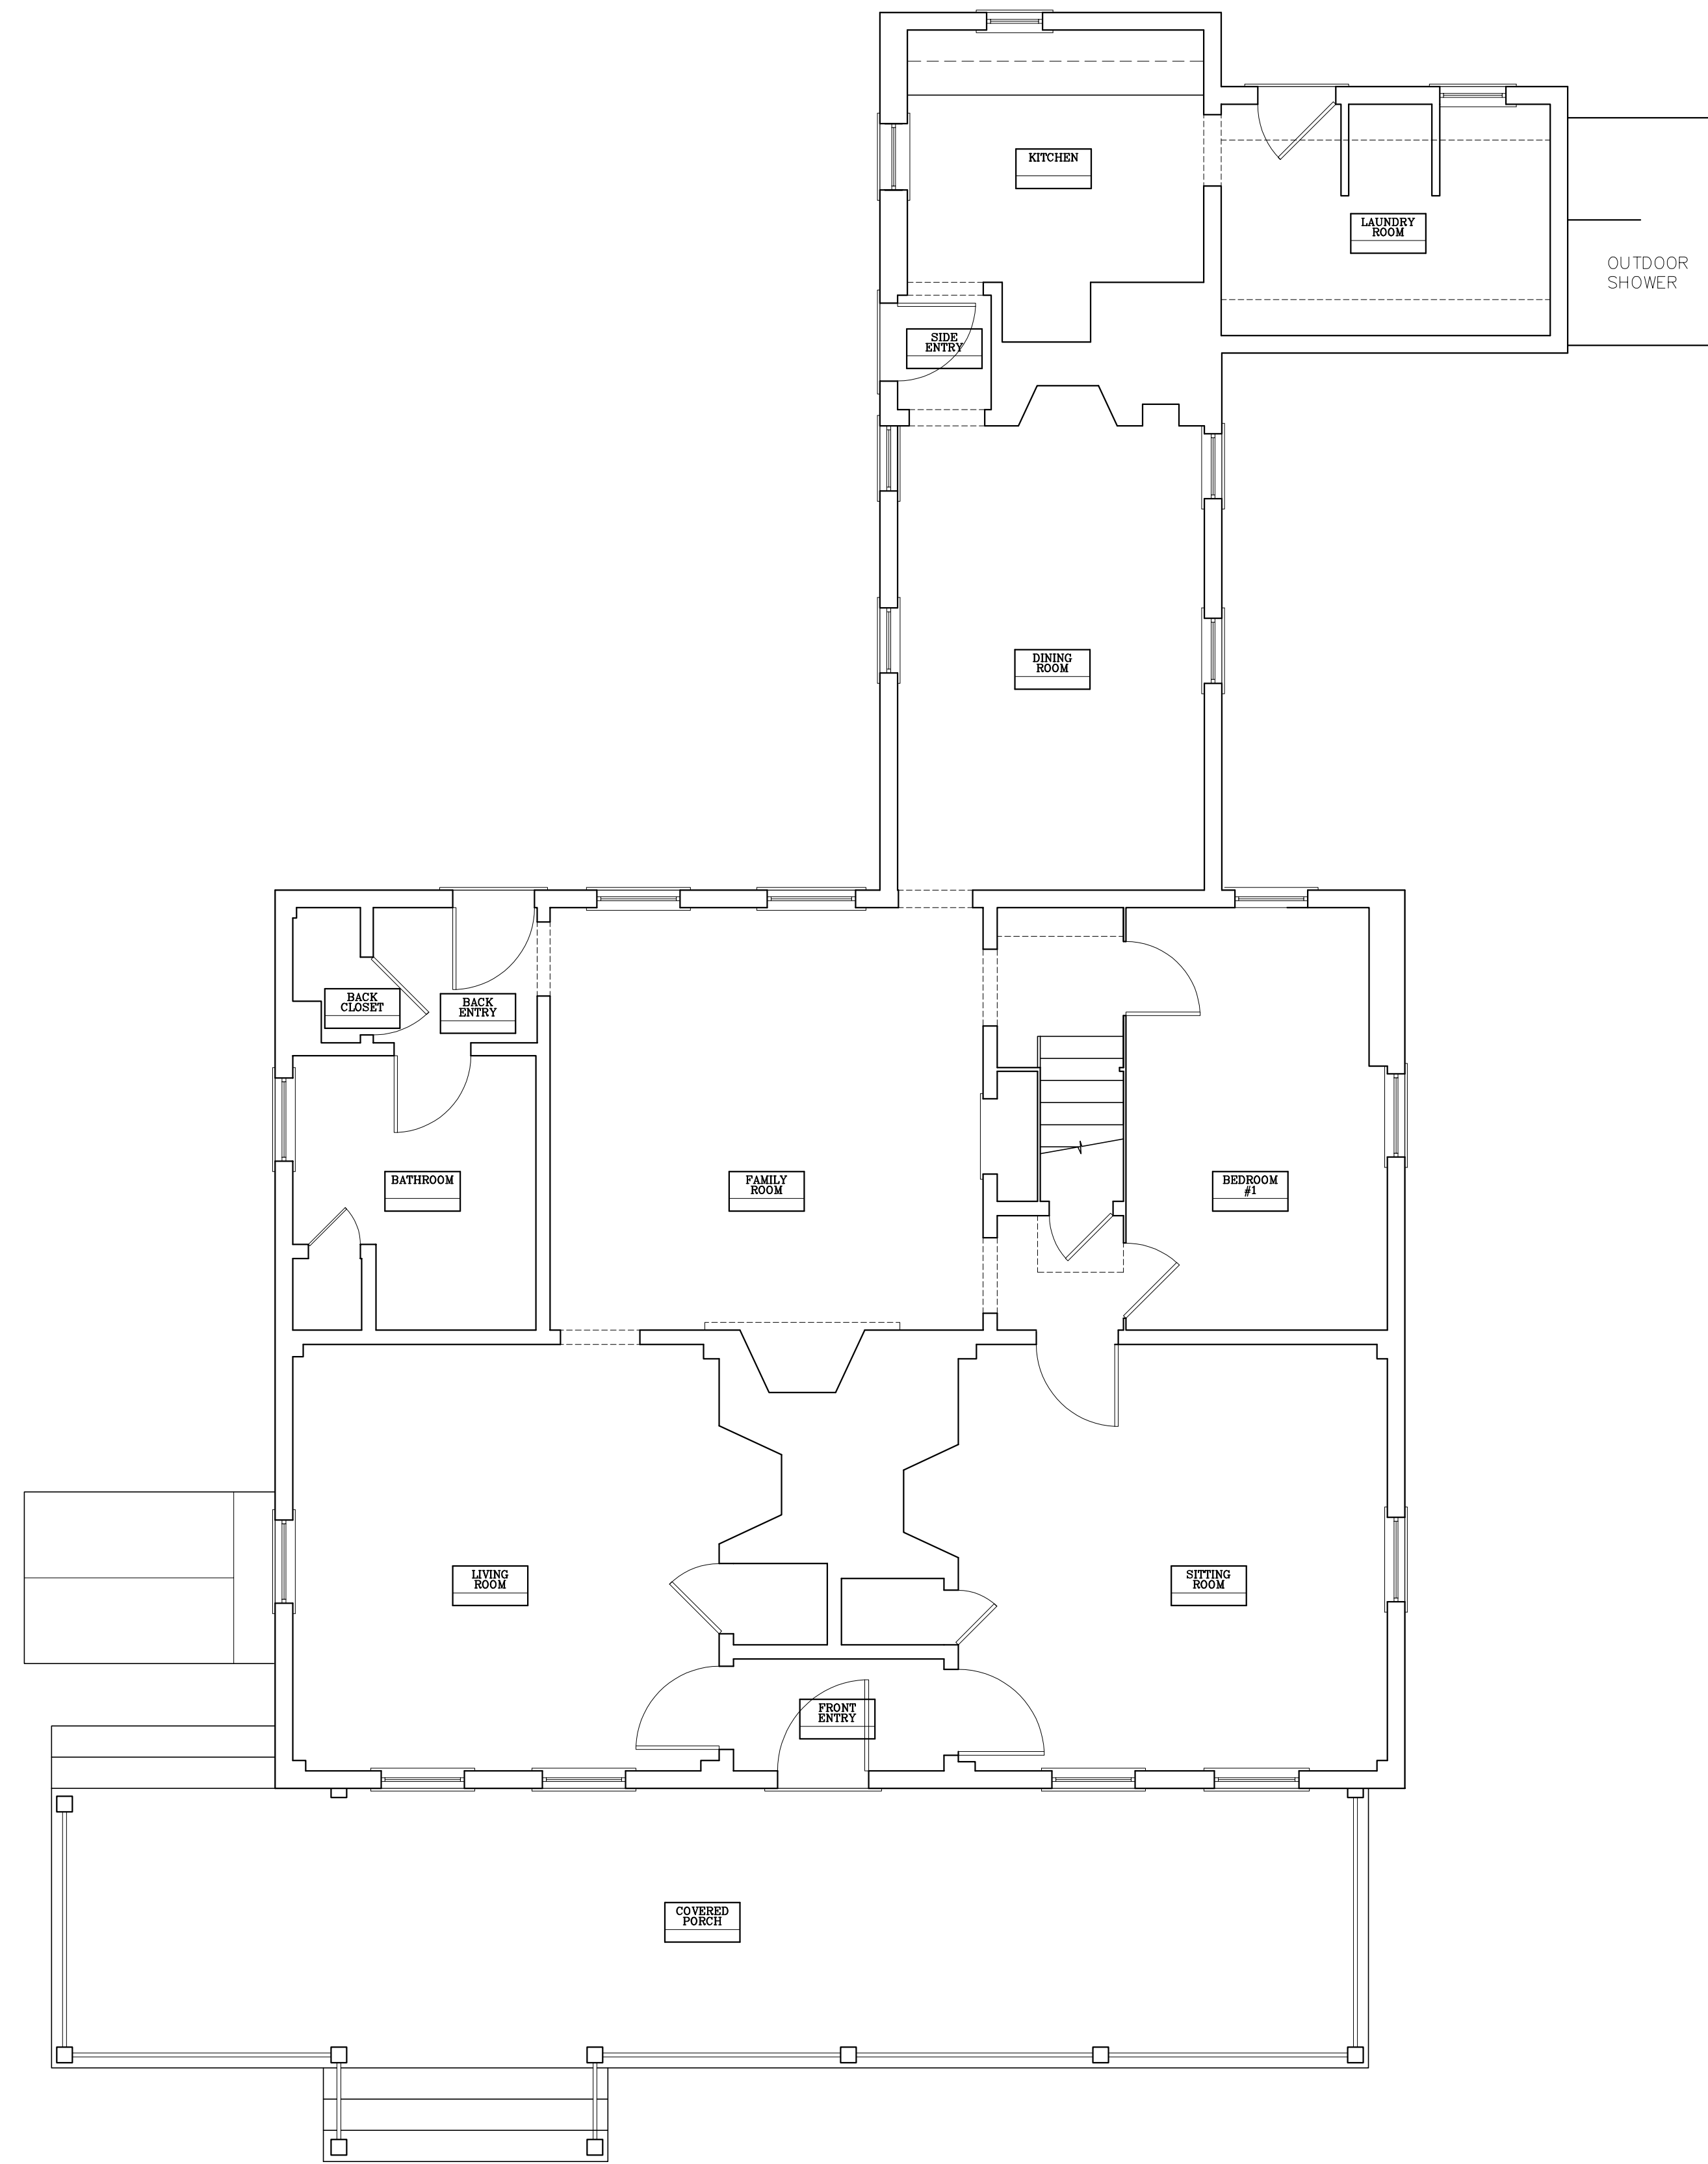 KITCHEN
LAUNDRY
ROOM
OUTDOOR
SHOWER
SIDE
ENTRY
DINING
ROOM
BACK
CLOSET
BACK
ENTRY
BATHROOM
FAMILY
ROOM
BEDROOM
#1
LIVING
ROOM
SITTING
ROOM
FRONT
ENTRY
COVERED
PORCH